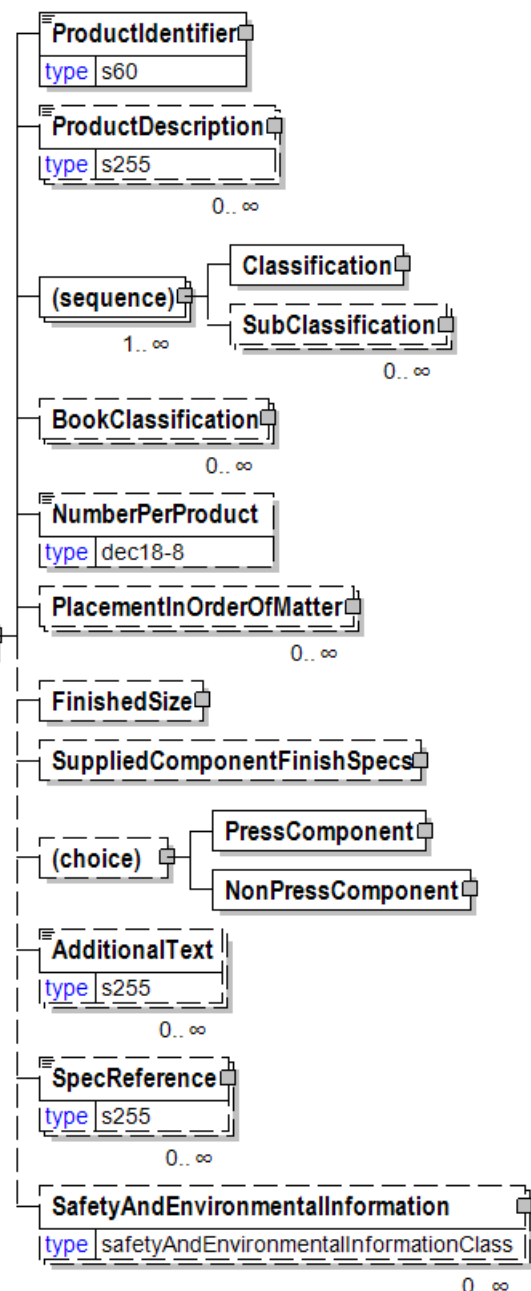 ProductIdentifier
type s60
ProductDescription
type s255
0.. ∞
Classification
(sequence)
SubClassification
1.. ∞
0.. ∞
BookClassification
0.. ∞
NumberPerProduct
type dec18-8
PlacementInOrderOfMatter
0.. ∞
FinishedSize
SuppliedComponentFinishSpecs
PressComponent
(choice)
NonPressComponent
AdditionalText
type s255
0.. ∞
SpecReference
type s255
0.. ∞
SafetyAndEnvironmentalInformation
type safetyAndEnvironmentalInformationClass
0.. ∞